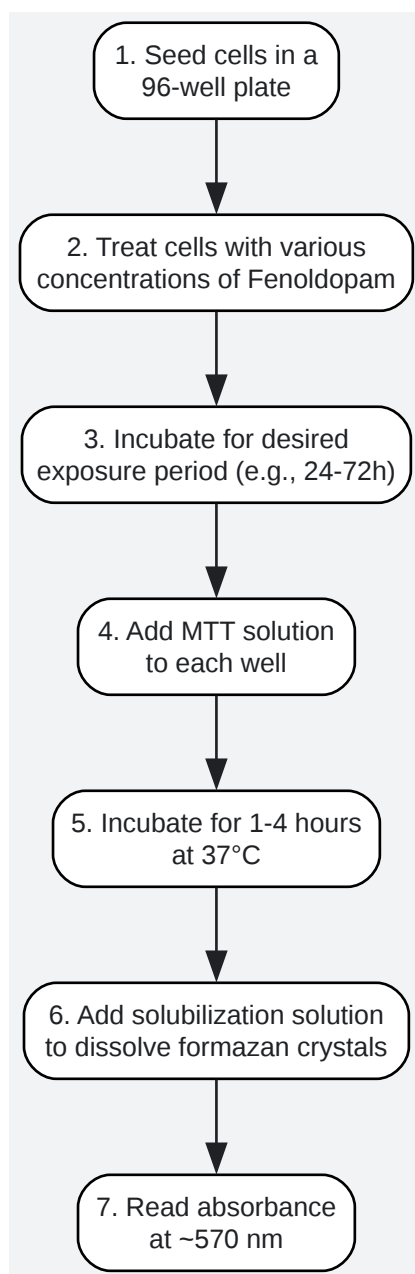 1. Seed cells in a
96-well plate
2. Treat cells with various
concentrations of Fenoldopam
3. Incubate for desired
exposure period (e.g., 24-72h)
4. Add MTT solution
to each well
5. Incubate for 1-4 hours
at 37°C
6. Add solubilization solution
to dissolve formazan crystals
7. Read absorbance
at ~570 nm